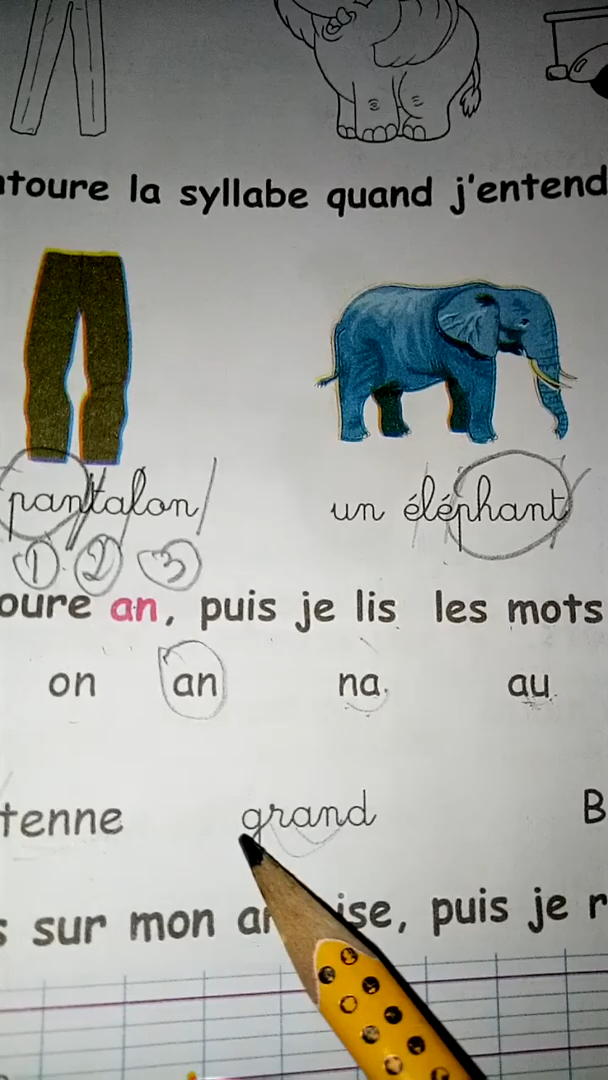 ntoure la syllabe quand j'entend
pantalon un éléphant
1 2 3
oure an, puis je lis les mots
on an na au
tenne grand B
s sur mon ar ise, puis je r